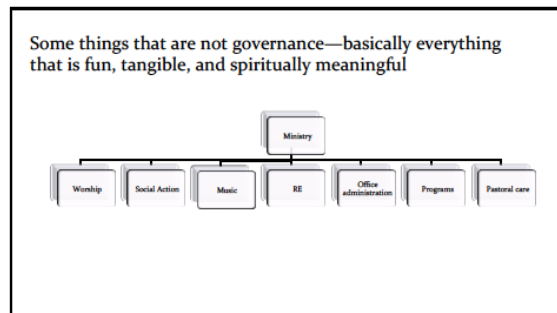 Some things that are not governance—basically everything
that is fun, tangible, and spiritually meaningful
Ministry
Worship
Social Action
Music
RE
Office
administration
Programs
Pastoral care